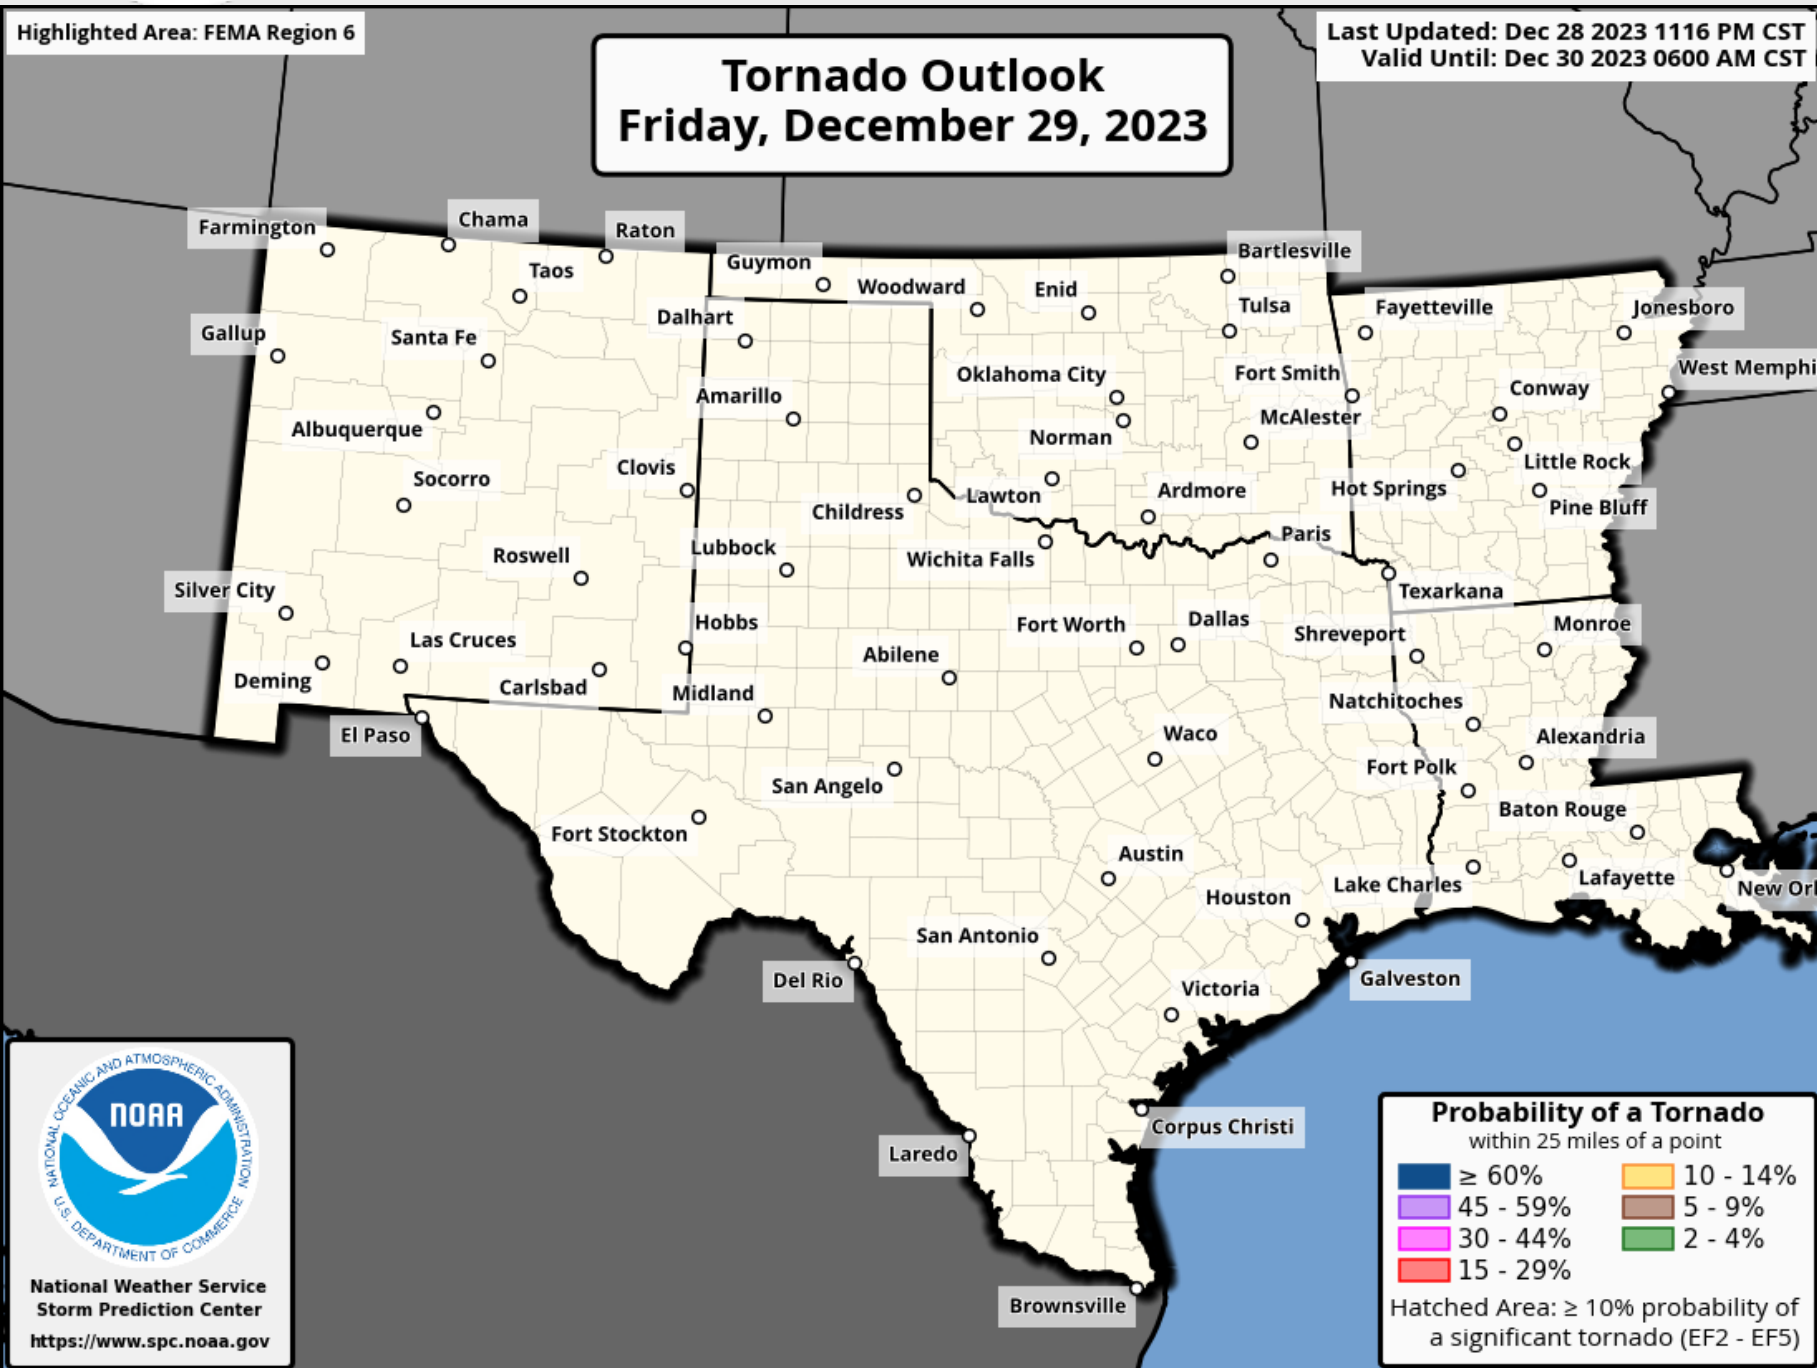 Highlighted Area: FEMA Region 6
Last Updated: Dec 28 2023 1116 PM CST
Valid Until: Dec 30 2023 0600 AM CST
Tornado Outlook
Friday, December 29, 2023
Farmington
Chama
Raton
Taos
Guymon
Woodward
Enid
Bartlesville
Tulsa
Fayetteville
Jonesboro
Gallup
Santa Fe
Dalhart
Oklahoma City
Fort Smith
West Memphi
Conway
Amarillo
Albuquerque
Norman
McAlester
Little Rock
Socorro
Clovis
Childress
Lawton
Ardmore
Hot Springs
Pine Bluff
Roswell
Lubbock
Wichita Falls
Paris
Silver City
Texarkana
Las Cruces
Hobbs
Abilene
Fort Worth
Dallas
Shreveport
Monroe
Deming
Carlsbad
Midland
Natchitoches
El Paso
Waco
Alexandria
San Angelo
Fort Polk
Fort Stockton
Baton Rouge
Austin
Houston
Lake Charles
Lafayette
New Orl
San Antonio
Del Rio
Victoria
Galveston
Corpus Christi
Laredo
Brownsville
NATIONAL OCEANIC AND ATMOSPHERIC ADMINISTRATION
NOAA
U.S. DEPARTMENT OF COMMERCE
National Weather Service
Storm Prediction Center
https://www.spc.noaa.gov
Probability of a Tornado
within 25 miles of a point
≥ 60% 10 - 14%
45 - 59% 5 - 9%
30 - 44% 2 - 4%
15 - 29%
Hatched Area: ≥ 10% probability of
a significant tornado (EF2 - EF5)